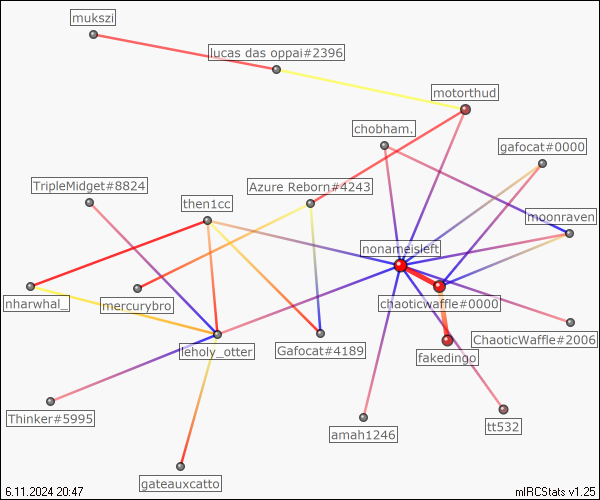 mukszi
lucas das oppai#2396
motorthud
chobham.
gafocat#0000
TripleMidget#8824
Azure Reborn#4243
then1cc
moonraven
nonameisleft
nharwhal_
mercurybro
chaoticwaffle#0000
leholy_otter
Gafocat#4189
fakedingo
ChaoticWaffle#2006
Thinker#5995
amah1246
tt532
gateauxcatto
6.11.2024 20:47
mIRCStats v1.25